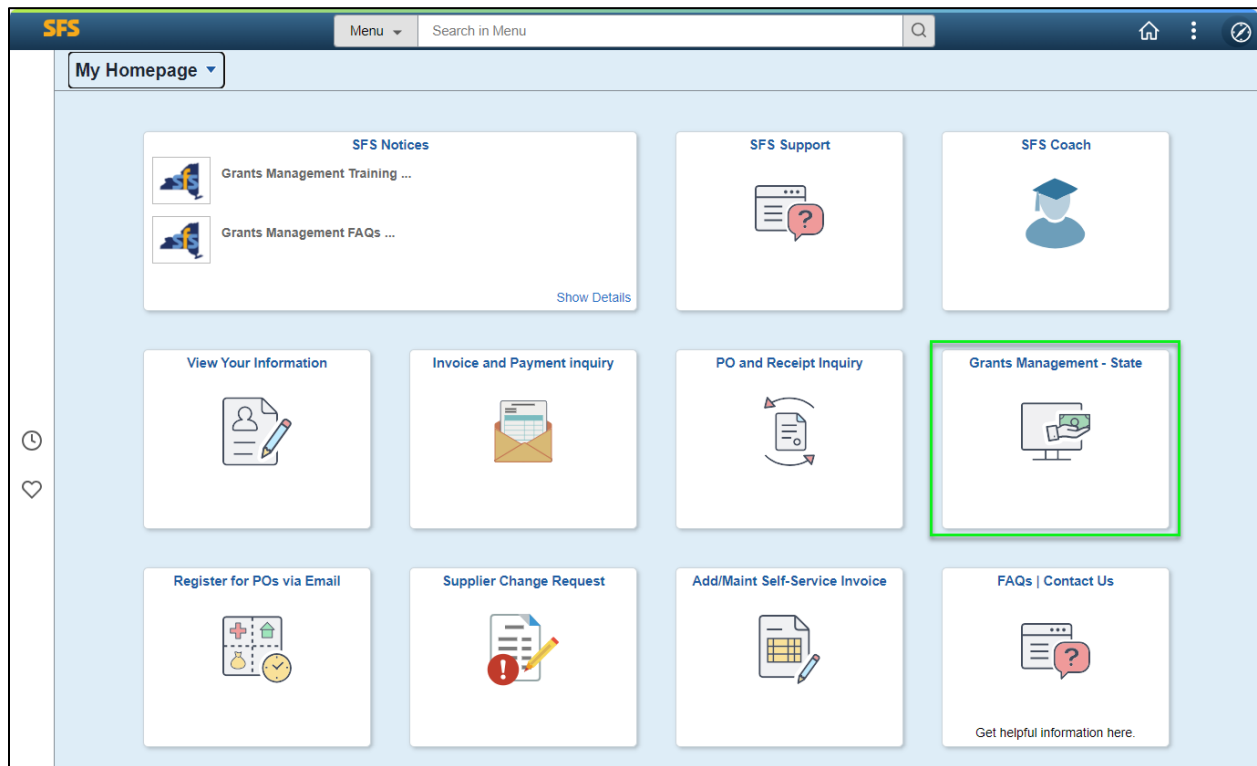 SFS
Menu
Search in Menu
My Homepage
SFS Notices
sfs
Grants Management Training ...
sfs
Grants Management FAQs ...
Show Details
SFS Support
?
SFS Coach
View Your Information
Invoice and Payment inquiry
PO and Receipt Inquiry
Grants Management - State
Register for POs via Email
Supplier Change Request
!
Add/Maint Self-Service Invoice
FAQs | Contact Us
?
Get helpful information here.